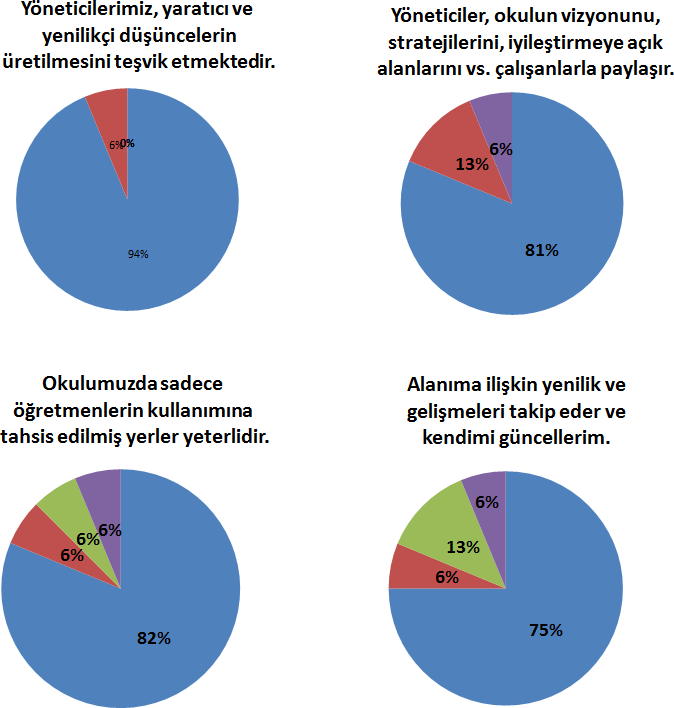 Yöneticilerimiz, yaratıcı ve
yenilikçi düşüncelerin
üretilmesini teşvik etmektedir.
6%
0%
94%
Yöneticiler, okulun vizyonunu,
stratejilerini, iyileştirmeye açık
alanlarını vs. çalışanlarla paylaşır.
6%
13%
81%
Okulumuzda sadece
öğretmenlerin kullanımına
tahsis edilmiş yerler yeterlidir.
6%
6%
6%
82%
Alanıma ilişkin yenilik ve
gelişmeleri takip eder ve
kendimi güncellerim.
6%
13%
6%
75%